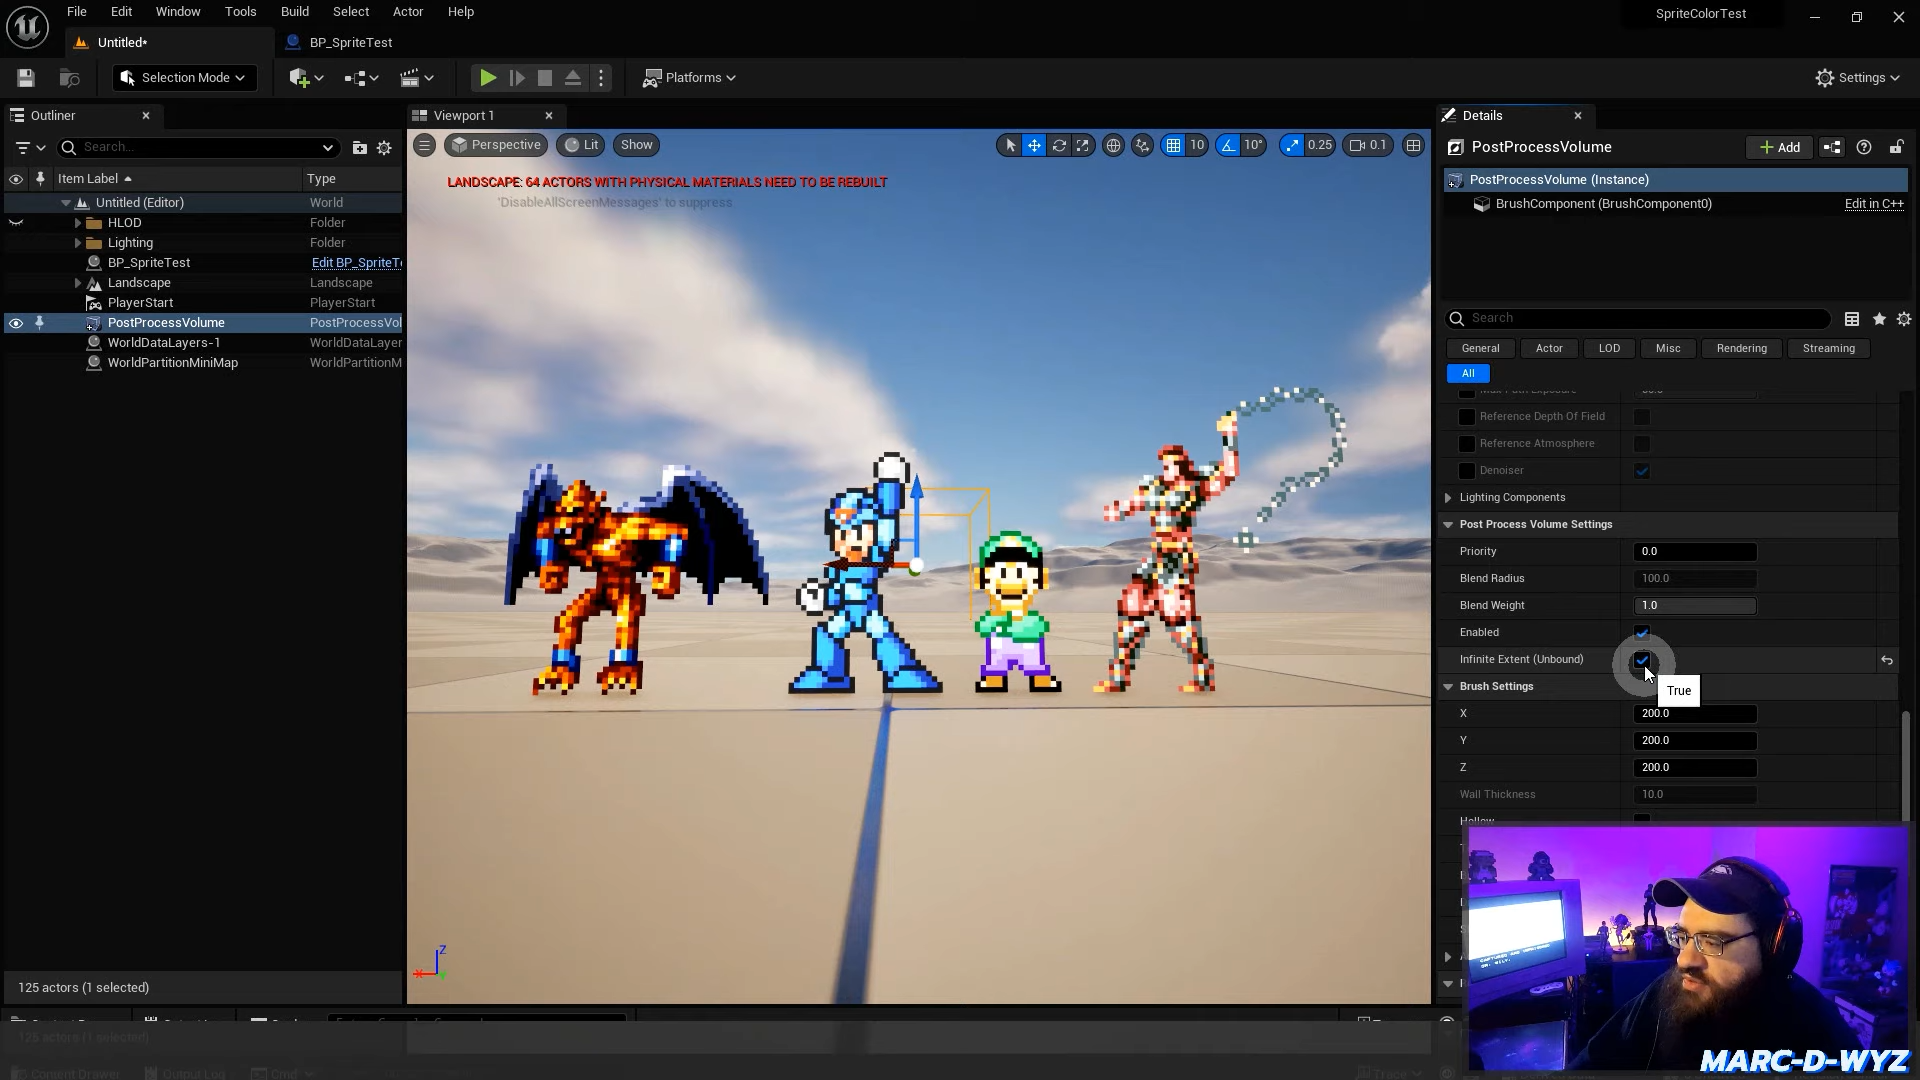 File Edit Window Tools Build Select Actor Help
SpriteColorTest
Untitled*
BP_SpriteTest
Selection Mode
Platforms
Settings
Outliner
Search...
Item Label
Type
Untitled (Editor) World
HLOD Folder
Lighting Folder
BP_SpriteTest Edit BP_SpriteTe
Landscape Landscape
PlayerStart PlayerStart
PostProcessVolume PostProcessVol
WorldDataLayers-1 WorldDataLayer
WorldPartitionMiniMap WorldPartitionM
125 actors (1 selected)
Viewport 1
Perspective Lit Show
10 10° 0.25 0.1
LANDSCAPE: 64 ACTORS WITH PHYSICAL MATERIALS NEED TO BE REBUILT
'DisableAllScreenMessages' to suppress
Z
X
Details
PostProcessVolume
Add
PostProcessVolume (Instance)
BrushComponent (BrushComponent0) Edit in C++
Search
General Actor LOD Misc Rendering Streaming
All
Reference Depth Of Field
Reference Atmosphere
Denoiser
Lighting Components
Post Process Volume Settings
Priority 0.0
Blend Radius 100.0
Blend Weight 1.0
Enabled
Infinite Extent (Unbound)
True
Brush Settings
X 200.0
Y 200.0
Z 200.0
Wall Thickness 10.0
Hollow
125 actors (1 selected)
Content Drawer Output Log Cmd
Trace
MARC-D-WYZ